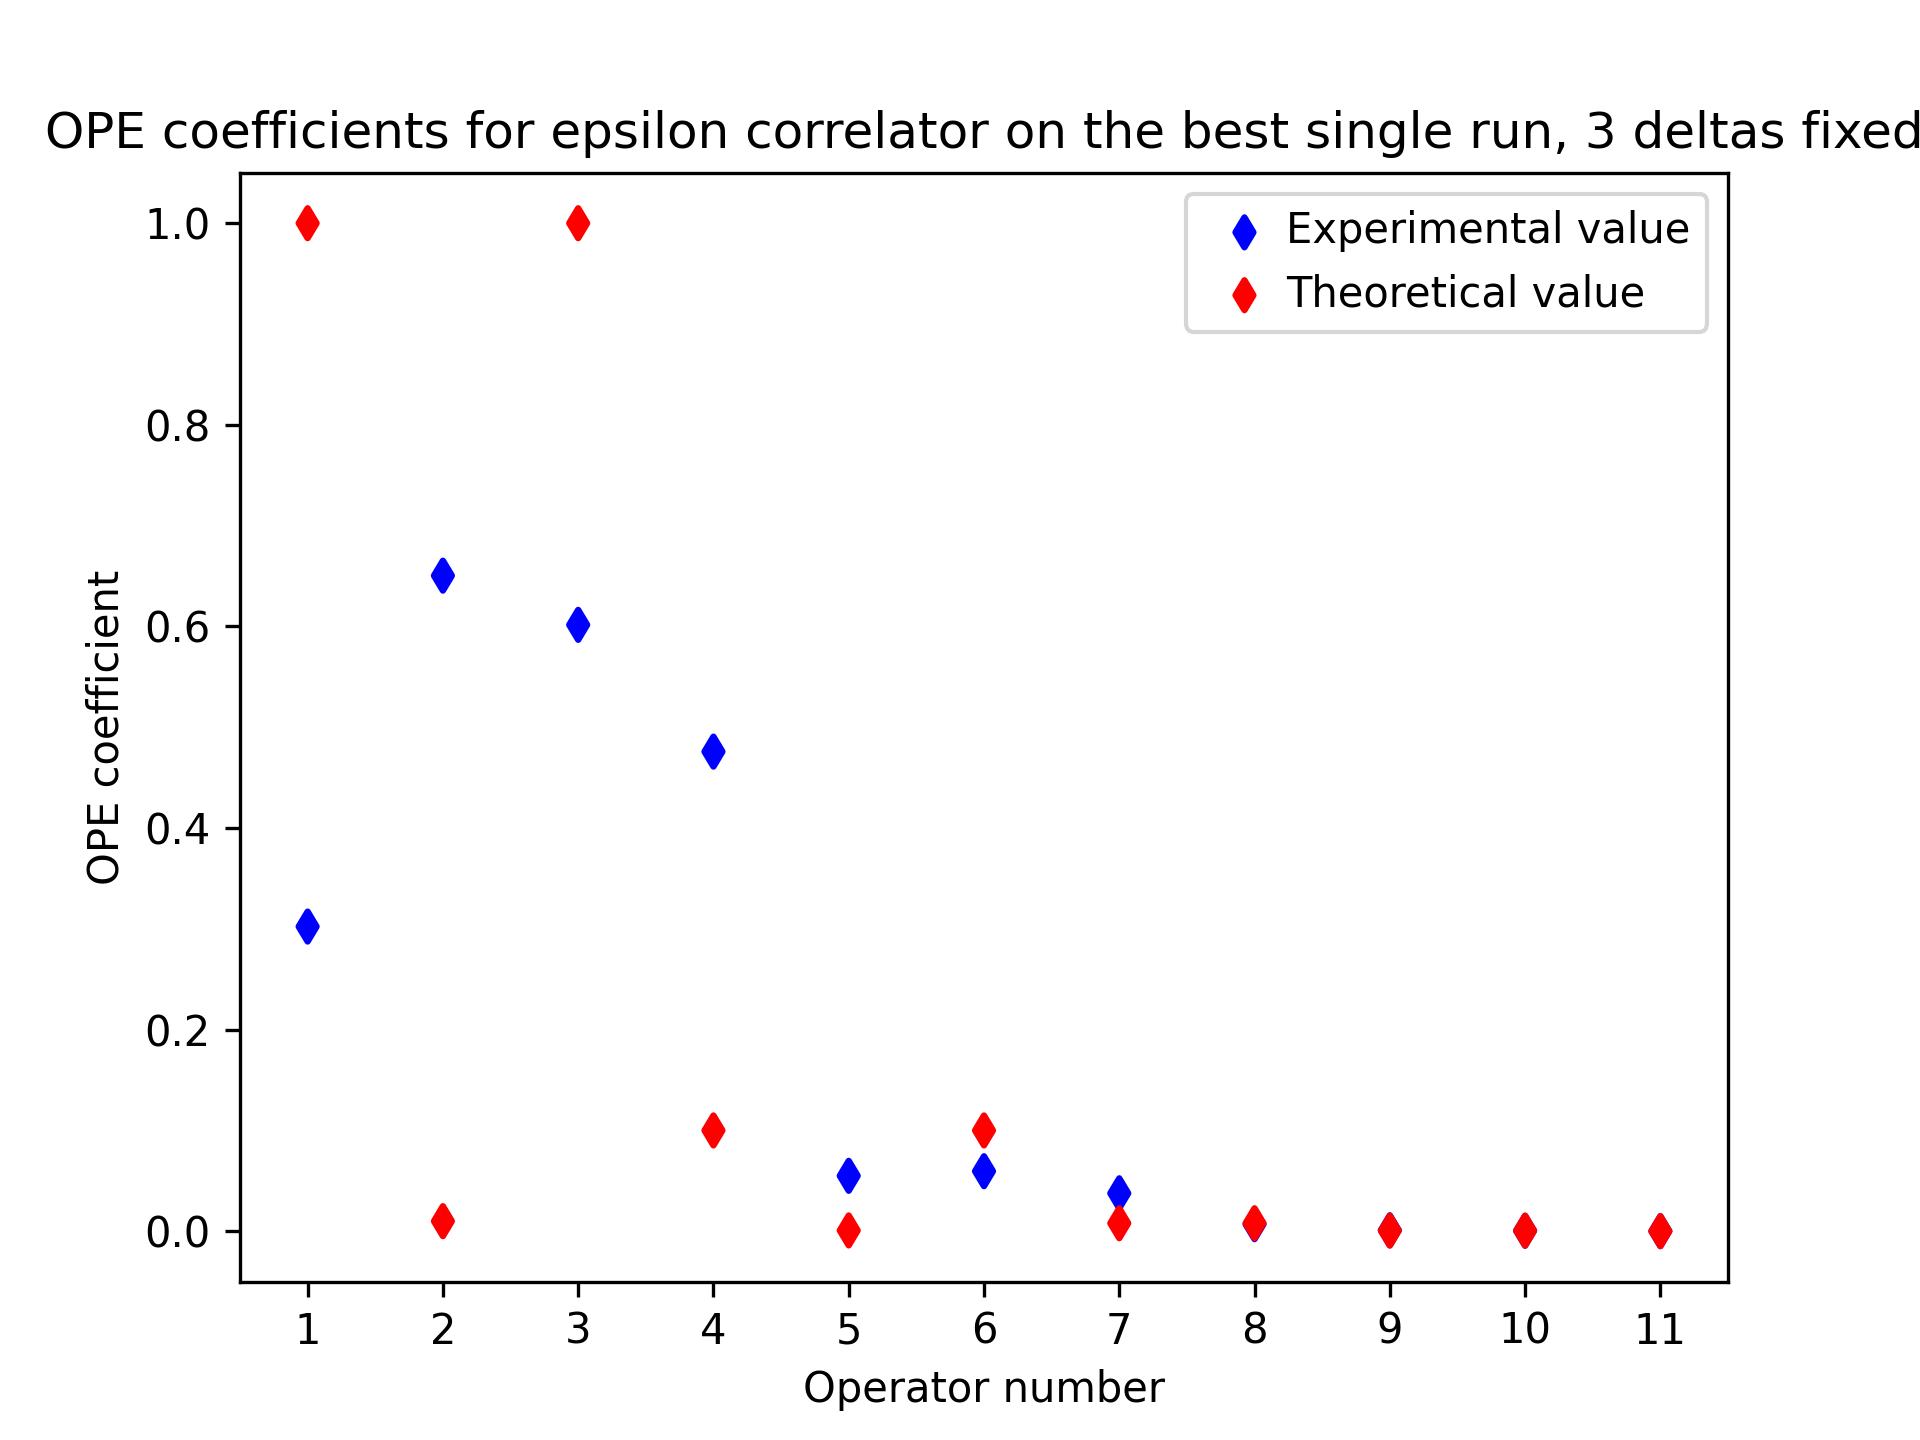 OPE coefficients for epsilon correlator on the best single run, 3 deltas fixed
Experimental value
Theoretical value
OPE coefficient
1.0
0.8
0.6
0.4
0.2
0.0
1 2 3 4 5 6 7 8 9 10 11
Operator number